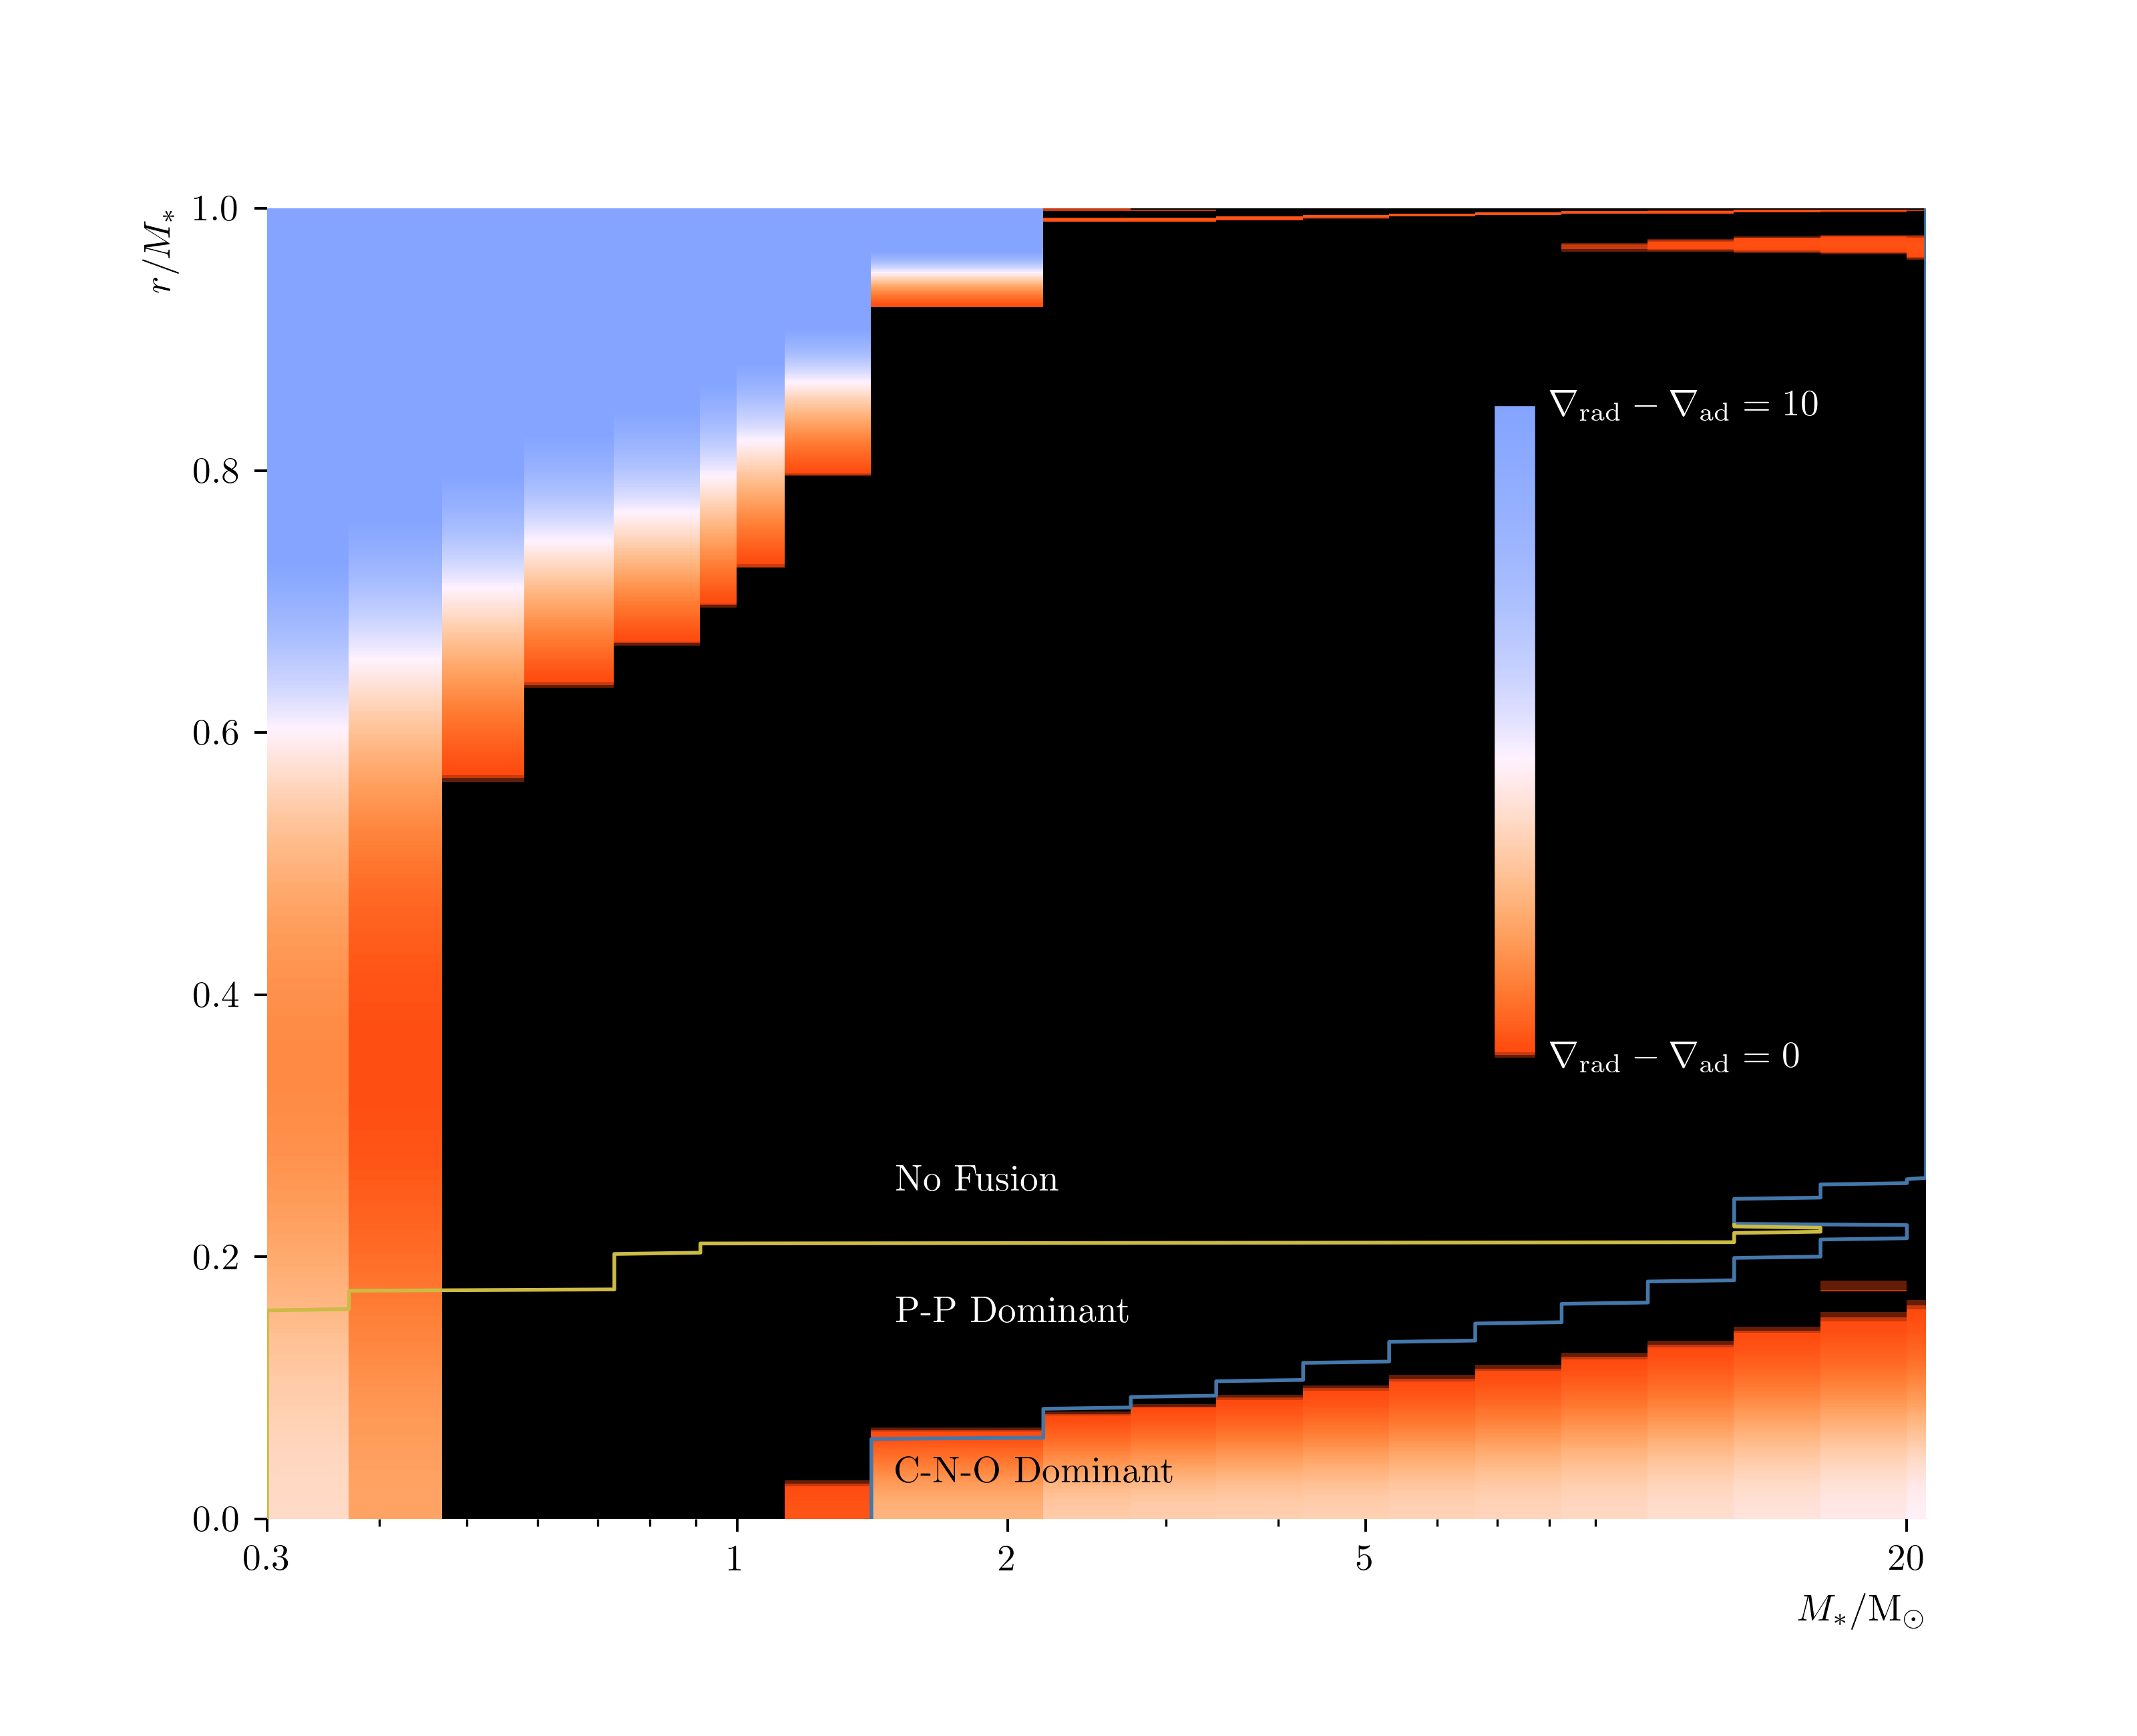 1.0
r/M*
∇rad − ∇ad = 10
0.8
0.6
0.4
∇rad − ∇ad = 0
No Fusion
0.2
P-P Dominant
C-N-O Dominant
0.0
0.3 1 2 5 20
M*/M⊙